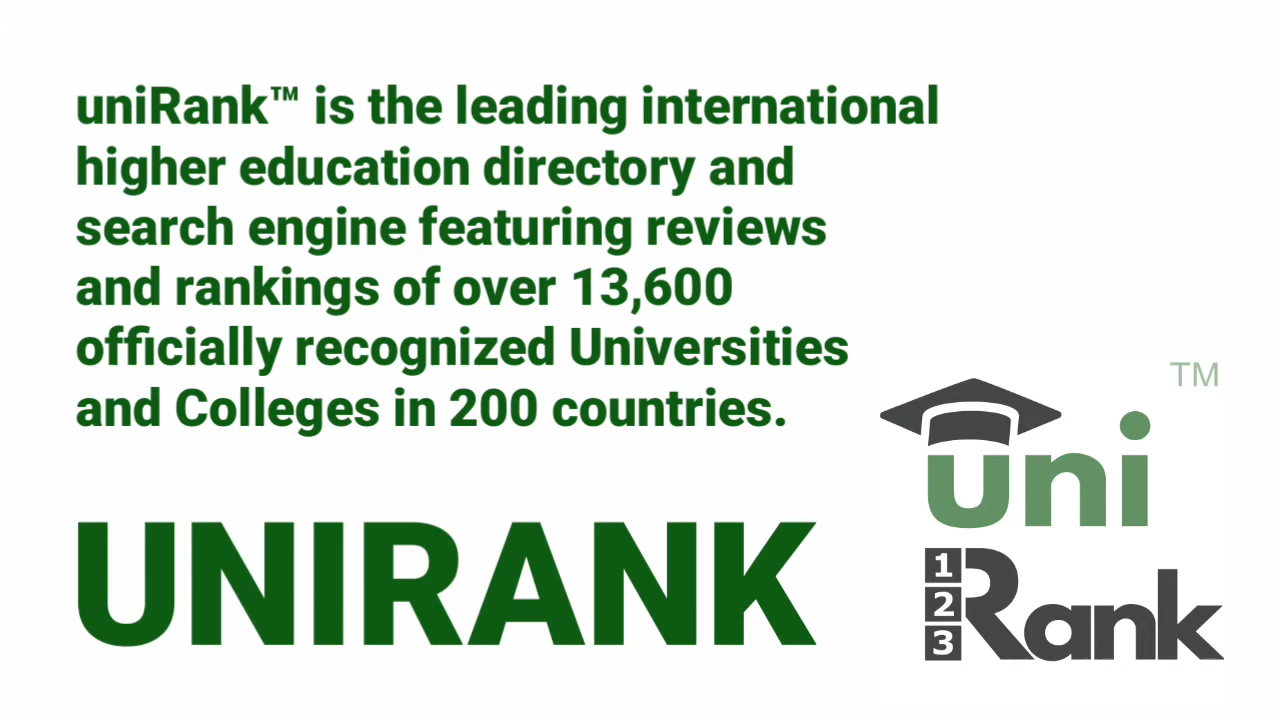 uniRank™ is the leading international
higher education directory and
search engine featuring reviews
and rankings of over 13,600
officially recognized Universities
and Colleges in 200 countries.
UNIRANK
TM
uni
1
2
3
Rank